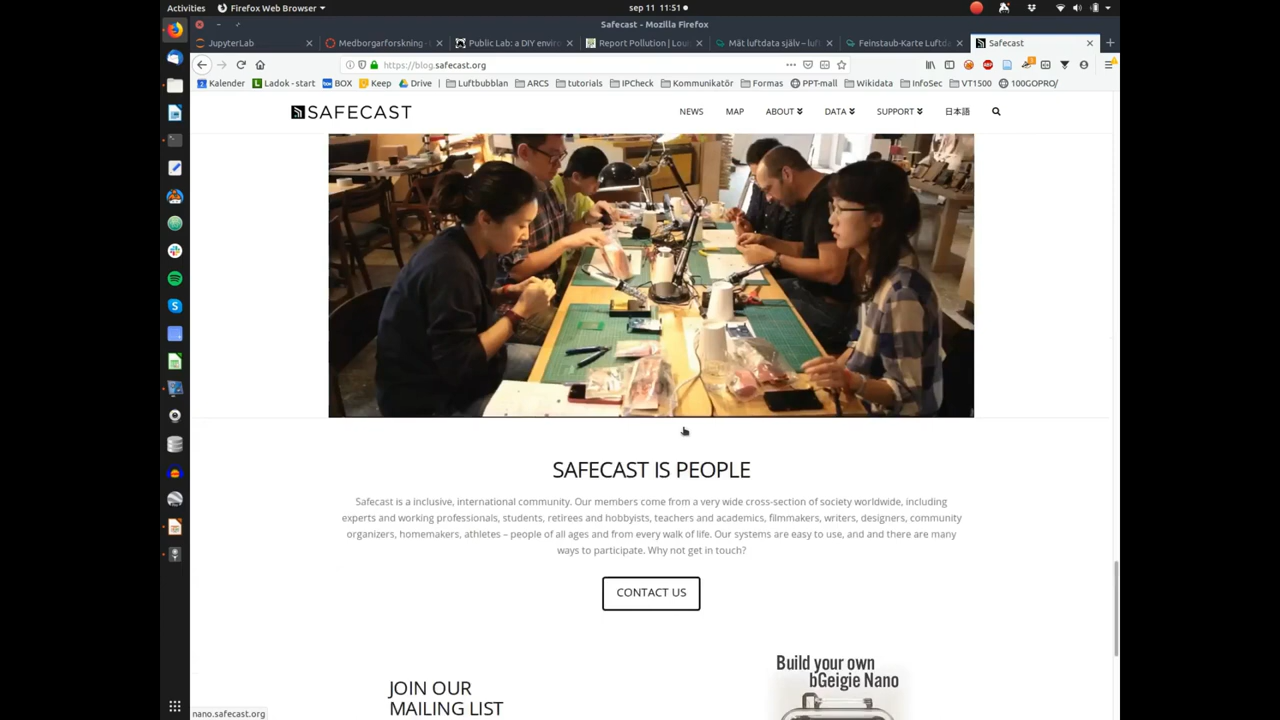 Activities
Firefox Web Browser
sep 11 11:51
Safecast - Mozilla Firefox
JupyterLab
Medborgarforskning -
Public Lab: a DIY enviro
Report Pollution | Loui
Mät luftdata själv – luf
Feinstaub-Karte Luftda
Safecast
https://blog.safecast.org
Kalender
Ladok - start
BOX
Keep
Drive
Luftbubblan
ARCS
tutorials
IPCheck
Kommunikatör
Formas
PPT-mall
Wikidata
InfoSec
VT1500
100GOPRO/
SAFECAST
NEWS
MAP
ABOUT
DATA
SUPPORT
日本語
SAFECAST IS PEOPLE
Safecast is a inclusive, international community. Our members come from a very wide cross-section of society worldwide, including
experts and working professionals, students, retirees and hobbyists, teachers and academics, filmmakers, writers, designers, community
organizers, homemakers, athletes – people of all ages and from every walk of life. Our systems are easy to use, and and there are many
ways to participate. Why not get in touch?
CONTACT US
Build your own
bGeigie Nano
JOIN OUR
MAILING LIST
nano.safecast.org